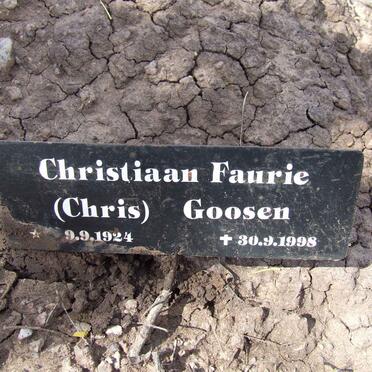 Christiaan Faurie
(Chris) Goosen
* 9.9.1924 ✝ 30.9.1998